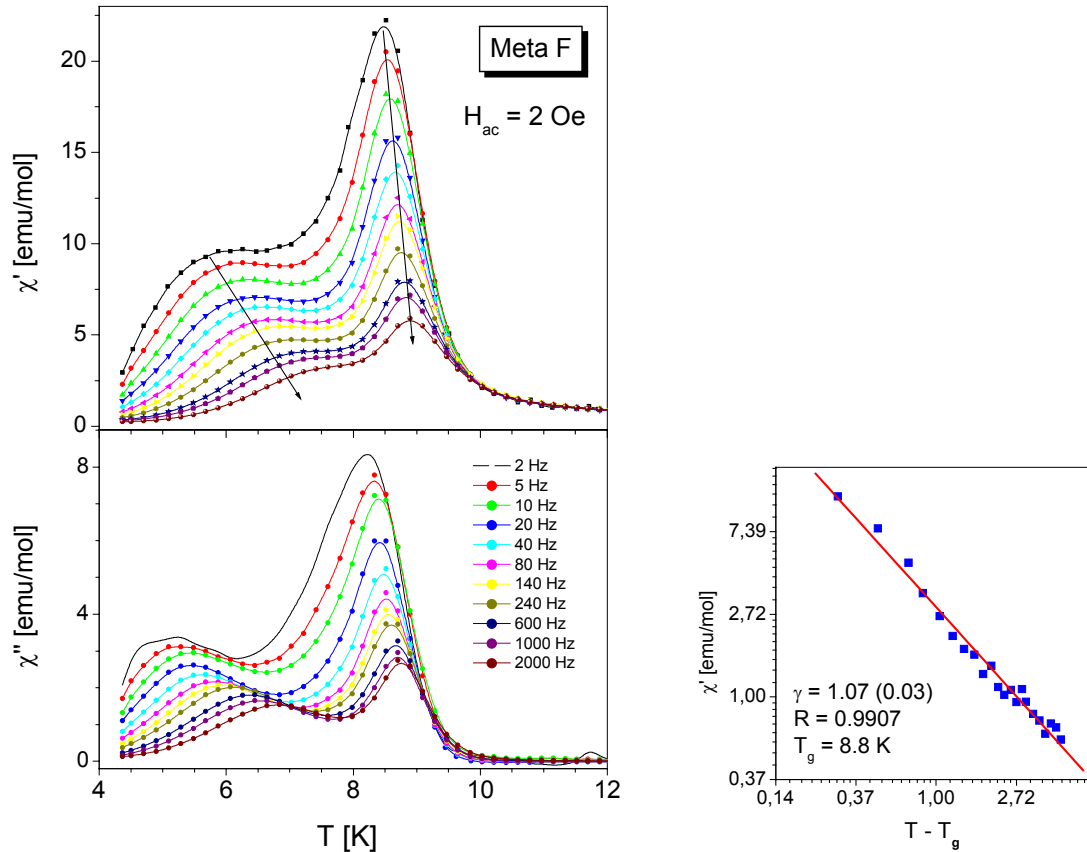 Meta F
H_ac = 2 Oe
χ' [emu/mol]
20
15
10
5
0
χ'' [emu/mol]
8
4
0
2 Hz
5 Hz
10 Hz
20 Hz
40 Hz
80 Hz
140 Hz
240 Hz
600 Hz
1000 Hz
2000 Hz
4 6 8 10 12
T [K]
χ' [emu/mol]
7,39
2,72
1,00
0,37
γ = 1.07 (0.03)
R = 0.9907
T_g = 8.8 K
0,14 0,37 1,00 2,72
T - T_g